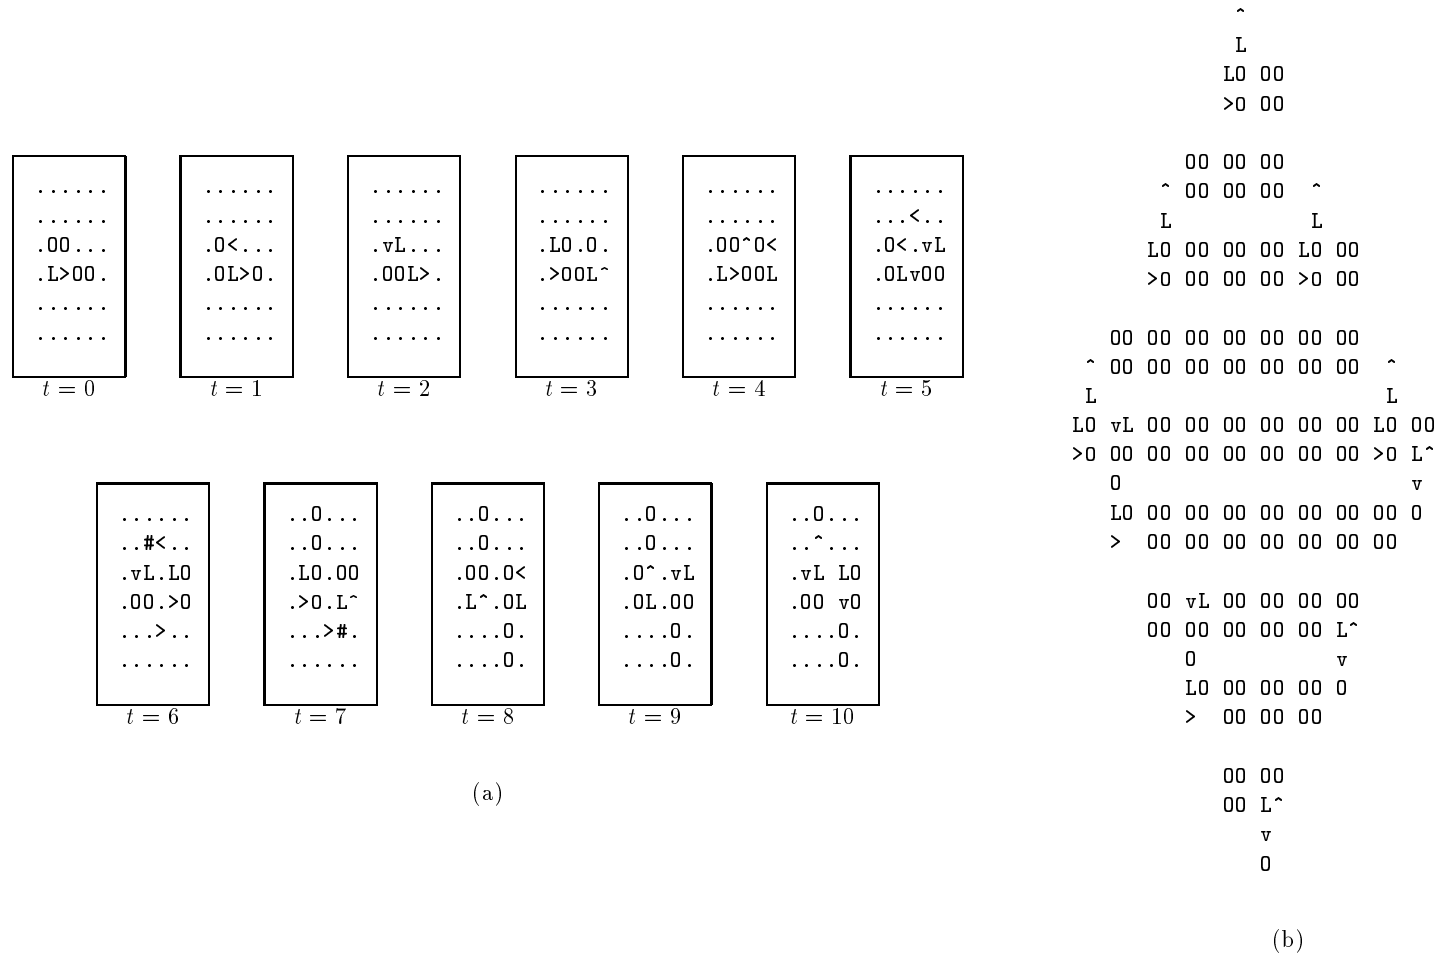 ......   ......   ......   ......   ......   ......
......   ......   ......   ......   ......   ...<..
.OO...   .O<...   .vL...   .LO.O.   .OO^O<   .O<.vL
.L>OO.   .OL>O.   .OOL>.   .>OOL^   .L>OOL   .OLvOO
......   ......   ......   ......   ......   ......
......   ......   ......   ......   ......   ......
t = 0   t = 1   t = 2   t = 3   t = 4   t = 5
......   ..O...   ..O...   ..O...   ..O...
..#<..   ..O...   ..O...   ..O...   ..^...
.vL.LO   .LO.OO   .OO.O<   .O^.vL   .vL LO
.OO.>O   .>O.L^   .L^.OL   .OL.OO   .OO vO
...>..   ...>#.   ....O.   ....O.   ....O.
......   ......   ....O.   ....O.   ....O.
t = 6   t = 7   t = 8   t = 9   t = 10
(a)
^
L
LO OO
>O OO
OO OO OO
^ OO OO OO ^
L L
LO OO OO OO LO OO
>O OO OO OO >O OO
OO OO OO OO OO OO OO
^ OO OO OO OO OO OO OO ^
L L
LO vL OO OO OO OO OO OO LO OO
>O OO OO OO OO OO OO OO >O L^
O v
LO OO OO OO OO OO OO OO O
> OO OO OO OO OO OO OO
OO vL OO OO OO OO
OO OO OO OO OO L^
O v
LO OO OO OO O
> OO OO OO
OO OO
OO L^
v
O
(b)